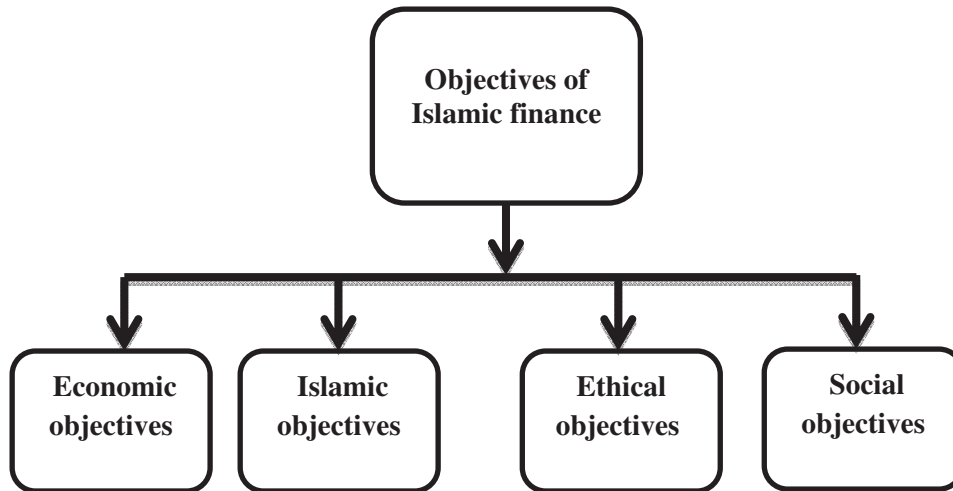 Objectives of
Islamic finance
Economic
objectives
Islamic
objectives
Ethical
objectives
Social
objectives